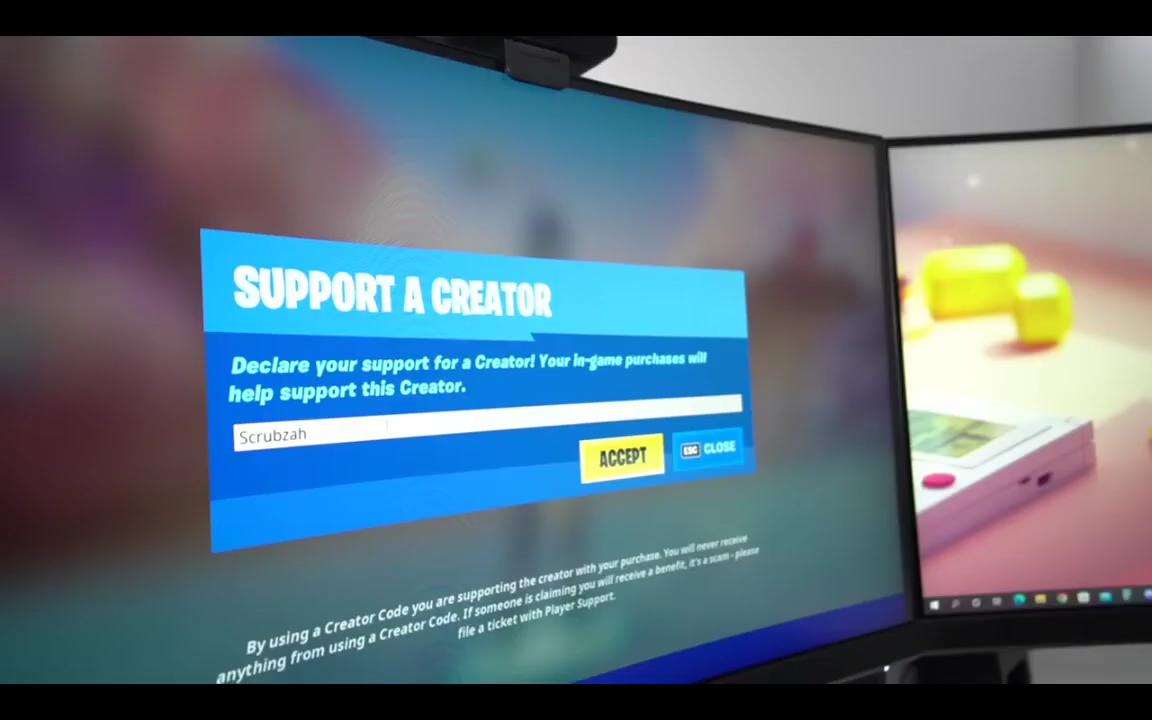 SUPPORT A CREATOR
Declare your support for a Creator! Your in-game purchases will
help support this Creator.
Scrubzah
ACCEPT
ESC CLOSE
By using a Creator Code you are supporting the creator with your purchase. You will never receive
anything from using a Creator Code. If someone is claiming you will receive a benefit, it's a scam - please
file a ticket with Player Support.